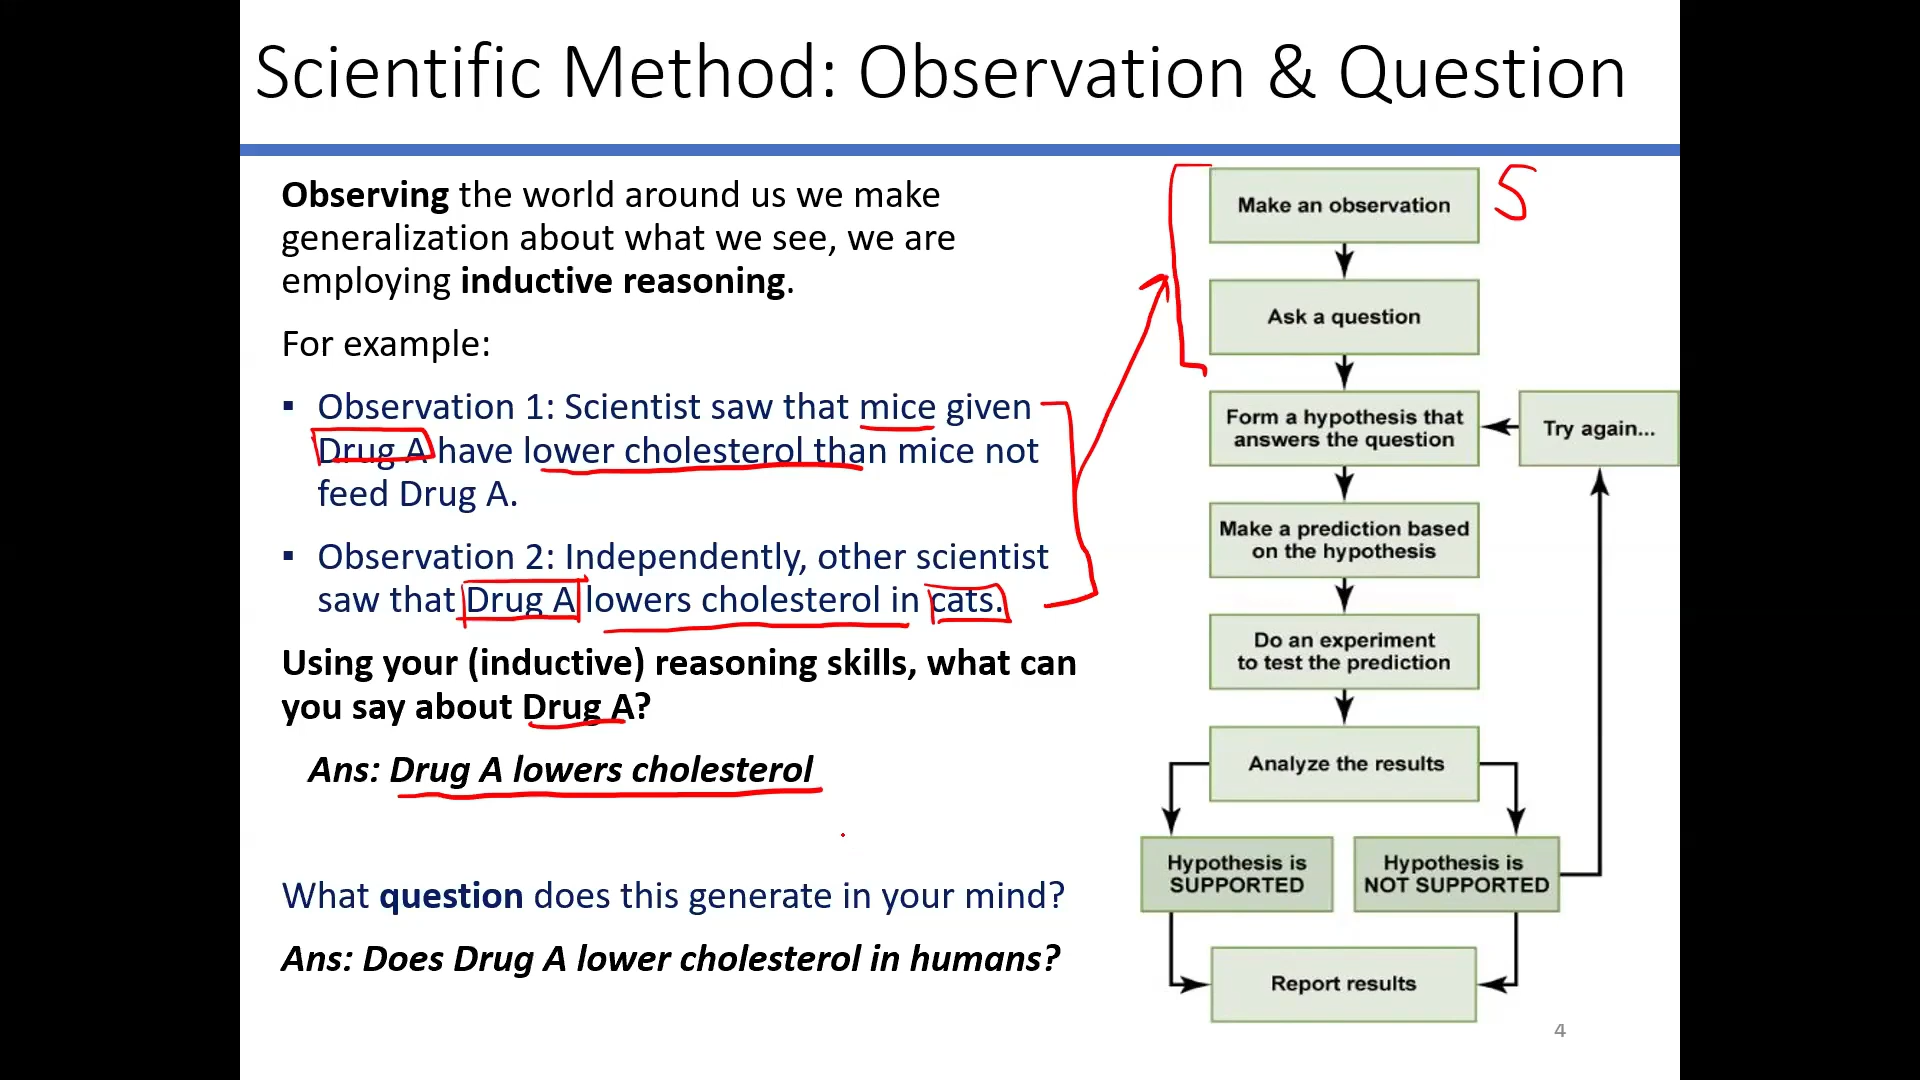 Scientific Method: Observation & Question
Observing the world around us we make
generalization about what we see, we are
employing inductive reasoning.
For example:
▪ Observation 1: Scientist saw that mice given
Drug A have lower cholesterol than mice not
feed Drug A.
▪ Observation 2: Independently, other scientist
saw that Drug A lowers cholesterol in cats.
Using your (inductive) reasoning skills, what can
you say about Drug A?
Ans: Drug A lowers cholesterol
What question does this generate in your mind?
Ans: Does Drug A lower cholesterol in humans?
Make an observation
5
Ask a question
Form a hypothesis that
answers the question
Try again...
Make a prediction based
on the hypothesis
Do an experiment
to test the prediction
Analyze the results
Hypothesis is
SUPPORTED
Hypothesis is
NOT SUPPORTED
Report results
4